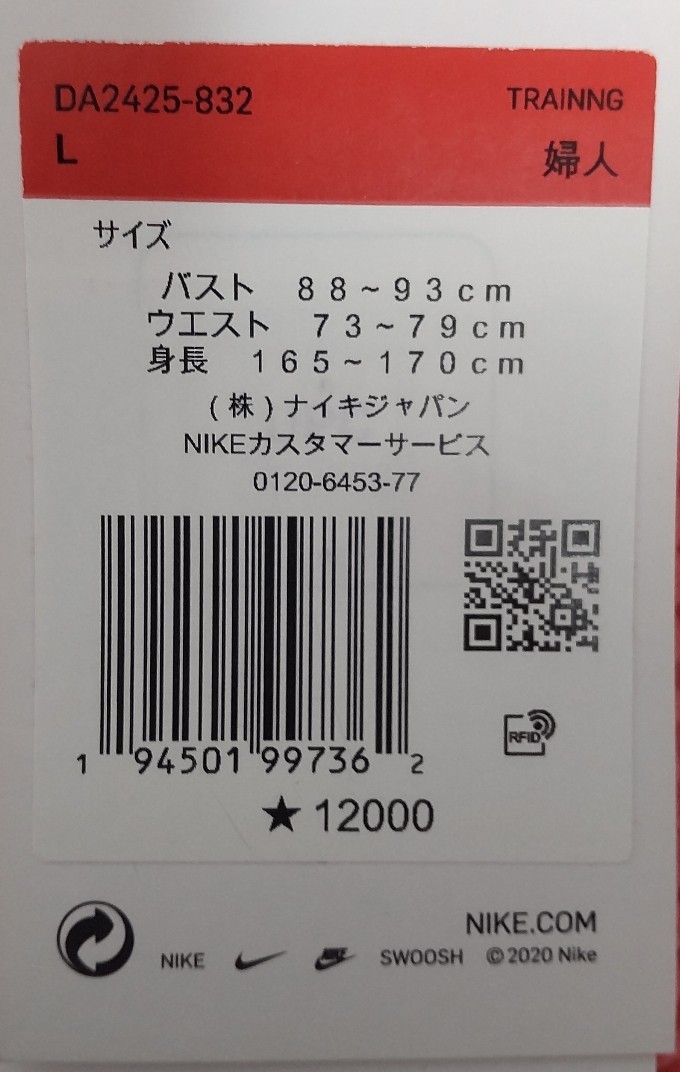 DA2425-832 TRAINNG
L 婦人
サイズ
バスト 88~93cm
ウエスト 73~79cm
身長 165~170cm
(株)ナイキジャパン
NIKEカスタマーサービス
0120-6453-77
RFID
1 94501 99736 2
★12000
NIKE.COM
NIKE SWOOSH ©2020 Nike